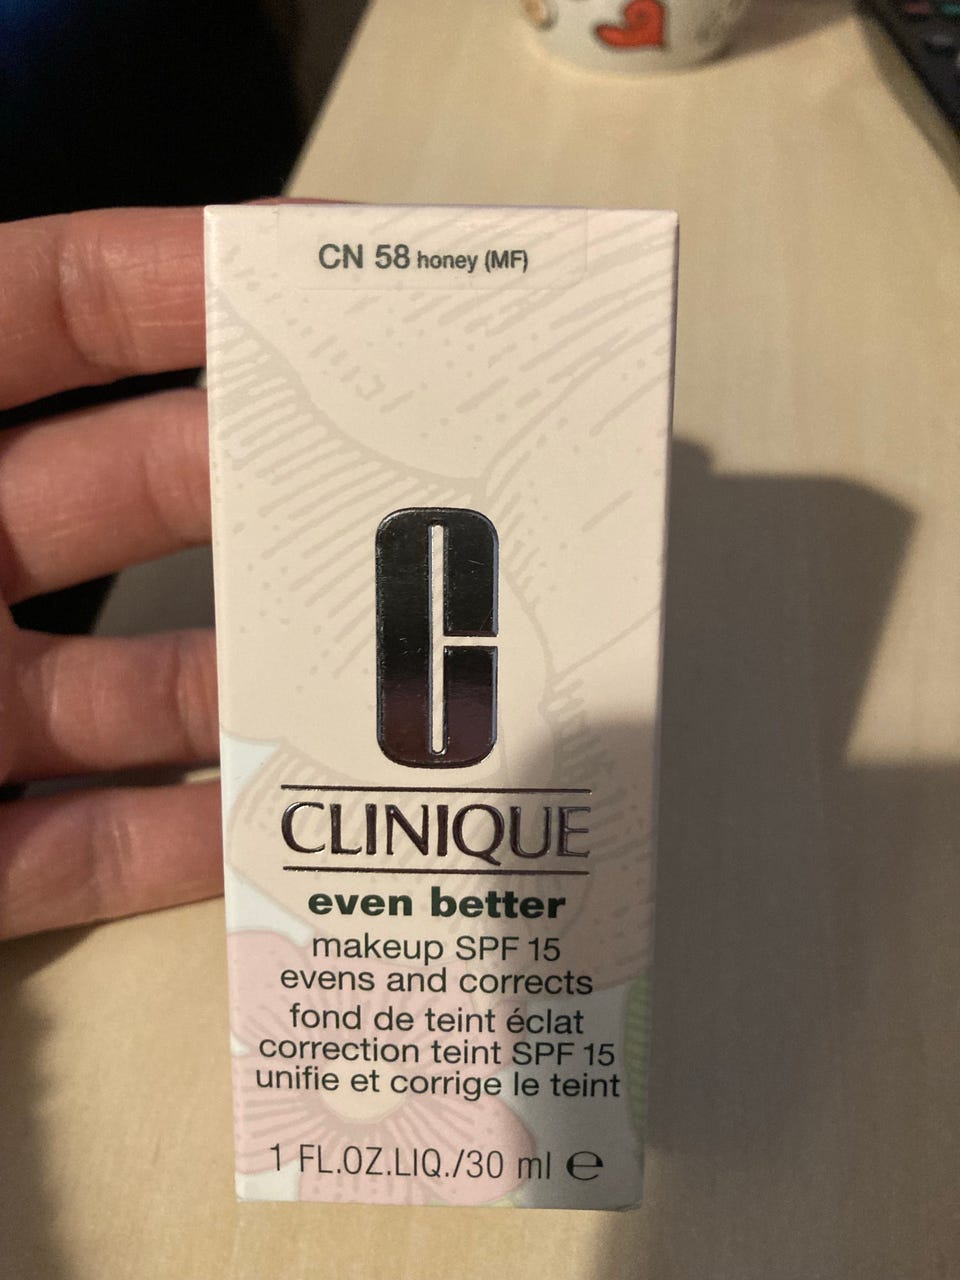 CN 58 honey (MF)
C
CLINIQUE
even better
makeup SPF 15
evens and corrects
fond de teint éclat
correction teint SPF 15
unifie et corrige le teint
1 FL.OZ.LIQ./30 ml ℮